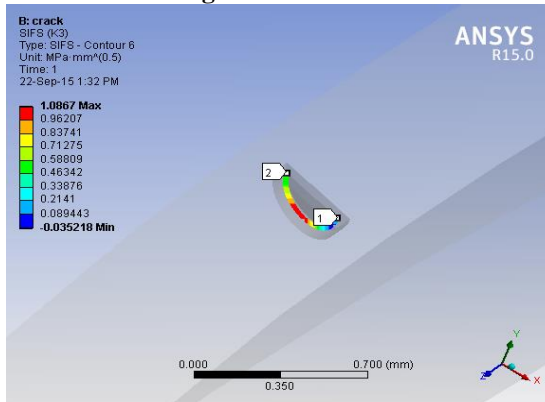 B: crack
SIFS (K3)
Type: SIFS - Contour 6
Unit: MPa·mm^(0.5)
Time: 1
22-Sep-15 1:32 PM
ANSYS
R15.0
1.0867 Max
0.96207
0.83741
0.71275
0.58809
0.46342
0.33876
0.2141
0.089443
-0.035218 Min
2
1
0.000
0.700 (mm)
0.350
Y
Z
X